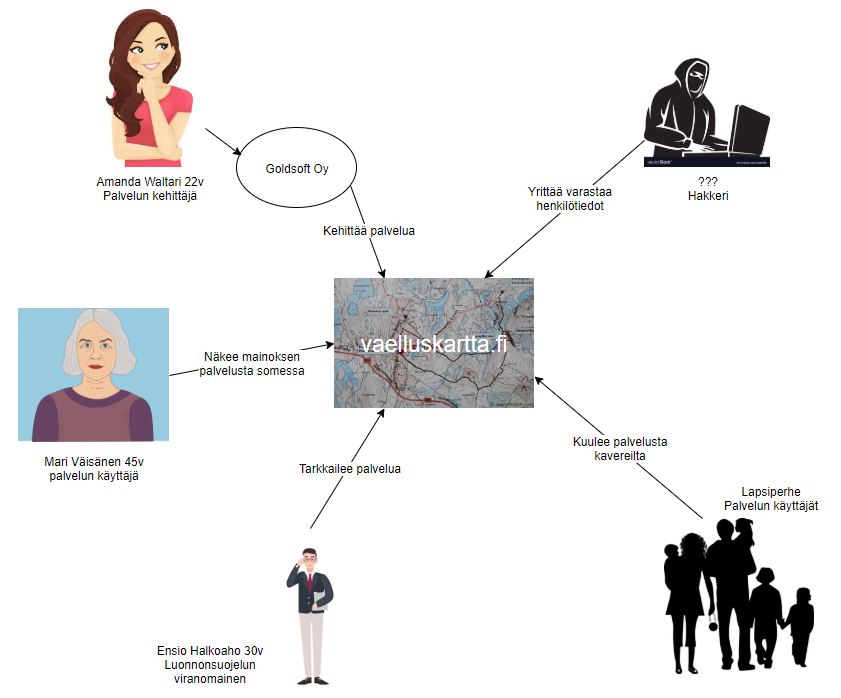 Amanda Waltari 22v
Palvelun kehittäjä
Goldsoft Oy
Kehittää palvelua
Yrittää varastaa
henkilötiedot
???
Hakkeri
VectorStock
vaelluskartta.fi
Näkee mainoksen
palvelusta somessa
Mari Väisänen 45v
palvelun käyttäjä
Tarkkailee palvelua
Kuulee palvelusta
kavereilta
Lapsiperhe
Palvelun käyttäjät
Ensio Halkoaho 30v
Luonnonsuojelun
viranomainen